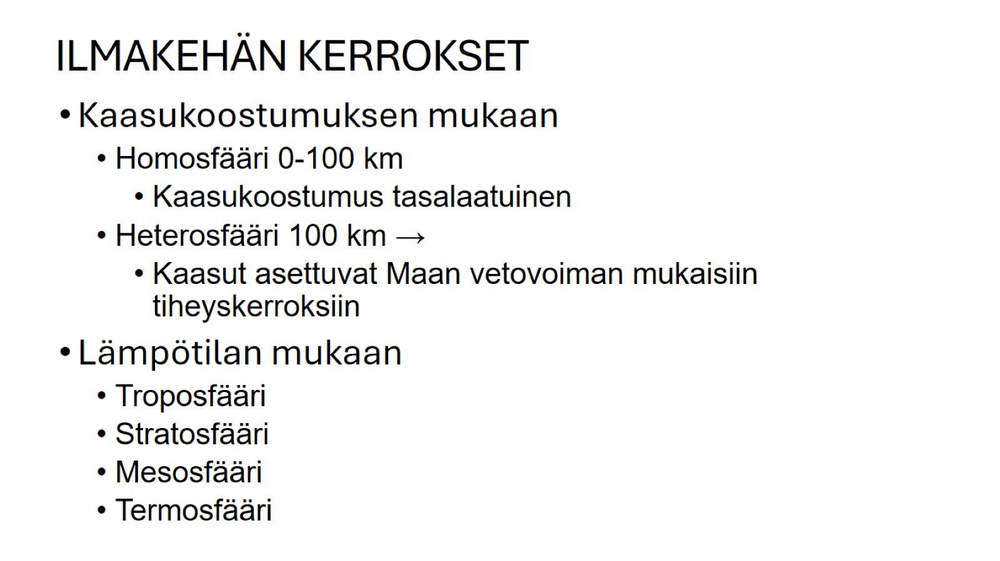 ILMAKEHÄN KERROKSET
• Kaasukoostumuksen mukaan
• Homosfääri 0-100 km
• Kaasukoostumus tasalaatuinen
• Heterosfääri 100 km →
• Kaasut asettuvat Maan vetovoiman mukaisiin
tiheyskerroksiin
• Lämpötilan mukaan
• Troposfääri
• Stratosfääri
• Mesosfääri
• Termosfääri